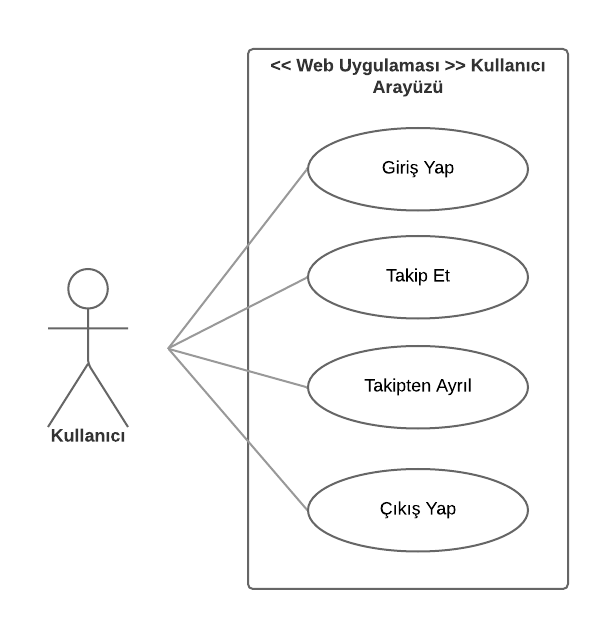 << Web Uygulaması >> Kullanıcı
Arayüzü
Giriş Yap
Takip Et
Takipten Ayrıl
Çıkış Yap
Kullanıcı